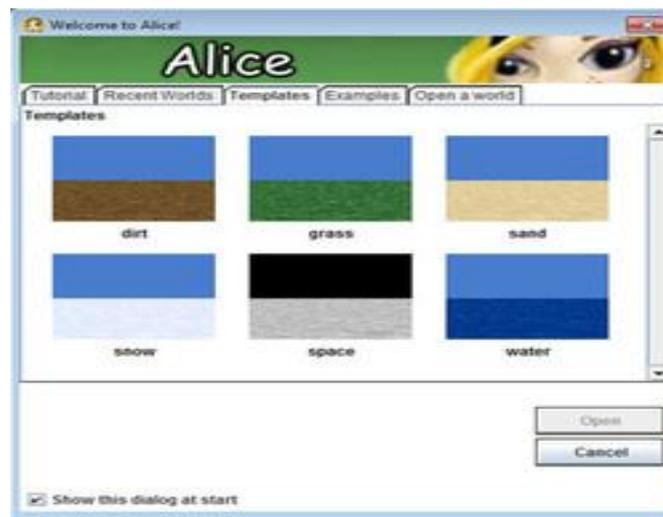 Welcome to Alice!
Alice
Tutorial Recent Worlds Templates Examples Open a world
Templates
dirt grass sand
snow space water
Open
Cancel
Show this dialog at start